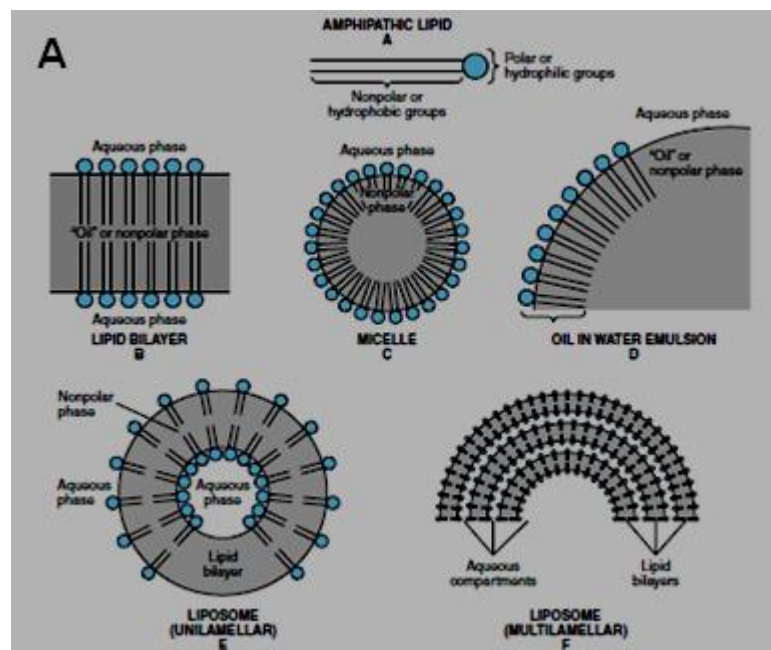 A
AMPHIPATHIC LIPID
A
Polar or
hydrophilic groups
Nonpolar or
hydrophobic groups
Aqueous phase
"Oil" or nonpolar phase
Aqueous phase
LIPID BILAYER
B
Aqueous phase
Nonpolar
phase
MICELLE
C
Aqueous phase
"Oil" or
nonpolar phase
OIL IN WATER EMULSION
D
Nonpolar
phase
Aqueous
phase
Aqueous
phase
Lipid
bilayer
LIPOSOME
(UNILAMELLAR)
E
Aqueous
compartments
Lipid
bilayers
LIPOSOME
(MULTILAMELLAR)
F